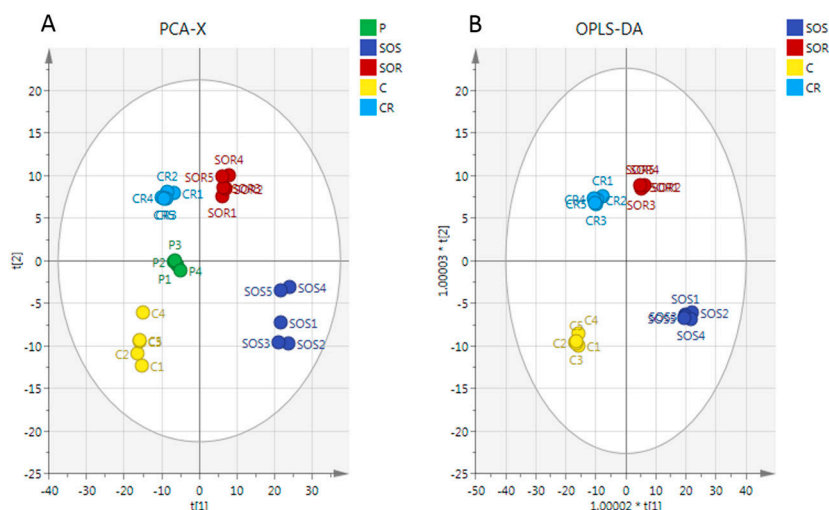 A
PCA-X
P
SOS
SOR
C
CR
20
15
10
5
0
-5
-10
-15
-20
-25
t[2]
SOR4
SOR5
SOR1
CR2
CR4
CR1
P3
P2
P4
P1
C4
C2
C1
SOS5
SOS4
SOS1
SOS3
SOS2
-40
-30
-20
-10
0
10
20
30
t[1]
B
OPLS-DA
SOS
SOR
C
CR
20
15
10
5
0
-5
-10
-15
-20
-25
1.00003 * t[2]
CR1
CR2
CR3
SOR3
C4
C2
C1
C3
SOS1
SOS2
SOS4
-50
-40
-30
-20
-10
0
10
20
30
40
1.00002 * t[1]